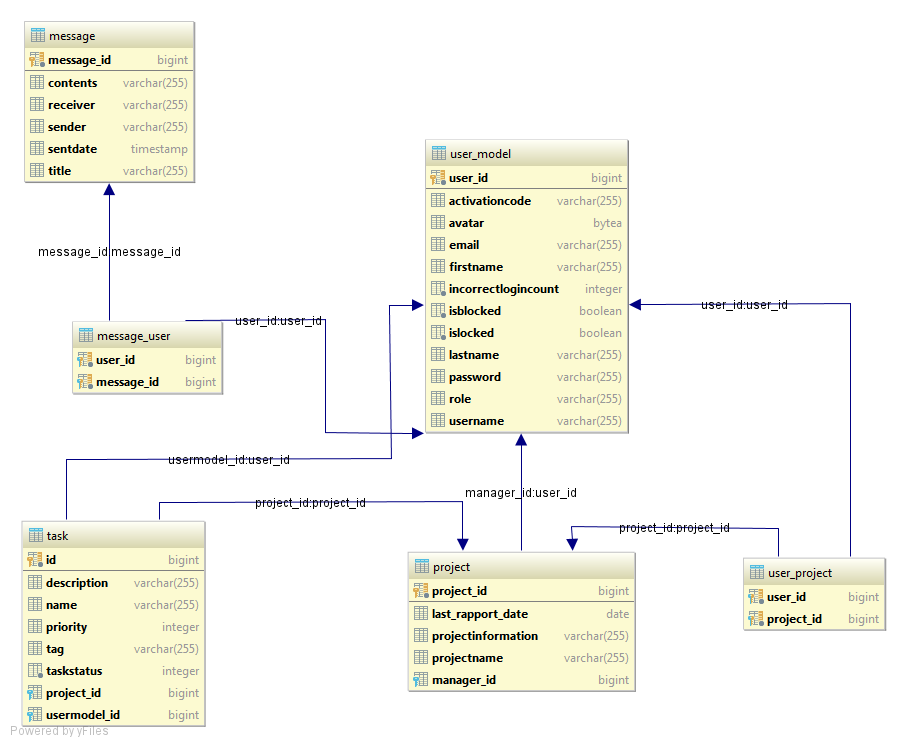 message
message_id bigint
contents varchar(255)
receiver varchar(255)
sender varchar(255)
sentdate timestamp
title varchar(255)
user_model
user_id bigint
activationcode varchar(255)
avatar bytea
email varchar(255)
firstname varchar(255)
incorrectlogincount integer
isblocked boolean
islocked boolean
lastname varchar(255)
password varchar(255)
role varchar(255)
username varchar(255)
message_id:message_id
user_id:user_id
user_id:user_id
message_user
user_id bigint
message_id bigint
usermodel_id:user_id
manager_id:user_id
project_id:project_id
project_id:project_id
task
id bigint
description varchar(255)
name varchar(255)
priority integer
tag varchar(255)
taskstatus integer
project_id bigint
usermodel_id bigint
project
project_id bigint
last_rapport_date date
projectinformation varchar(255)
projectname varchar(255)
manager_id bigint
user_project
user_id bigint
project_id bigint
Powered by yFiles